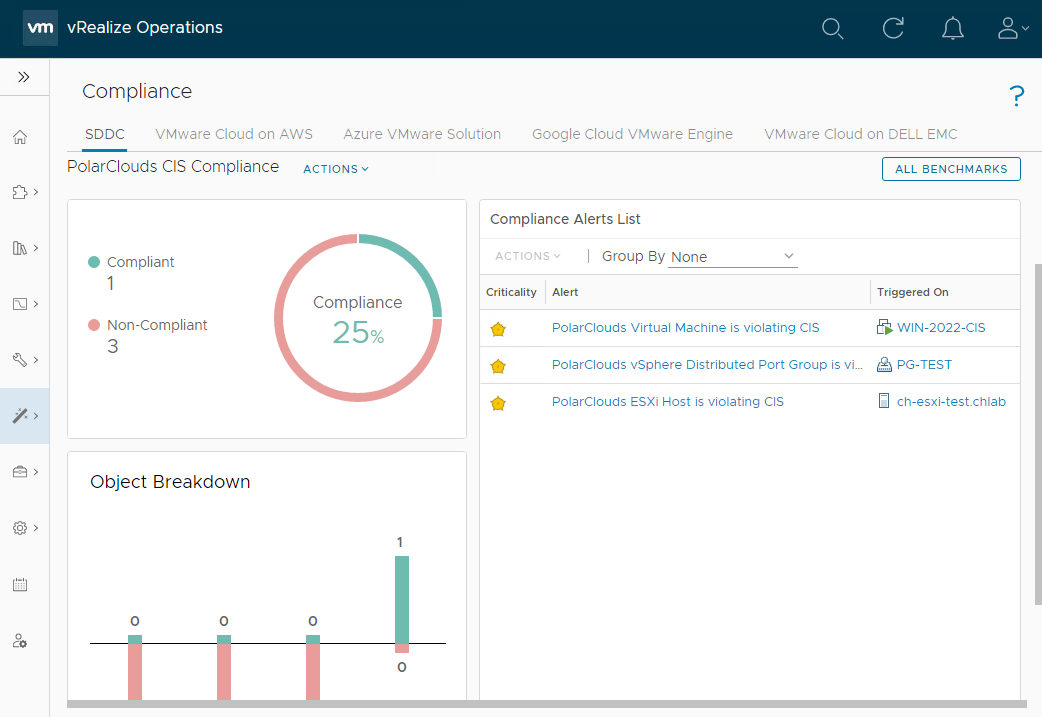 vm vRealize Operations
Compliance
?
SDDC VMware Cloud on AWS Azure VMware Solution Google Cloud VMware Engine VMware Cloud on DELL EMC
PolarClouds CIS Compliance ACTIONS ALL BENCHMARKS
Compliant
1
Non-Compliant
3
Compliance
25%
Compliance Alerts List
ACTIONS | Group By None
Criticality Alert Triggered On
PolarClouds Virtual Machine is violating CIS WIN-2022-CIS
PolarClouds vSphere Distributed Port Group is vi... PG-TEST
PolarClouds ESXi Host is violating CIS ch-esxi-test.chlab
Object Breakdown
1
0 0 0
0